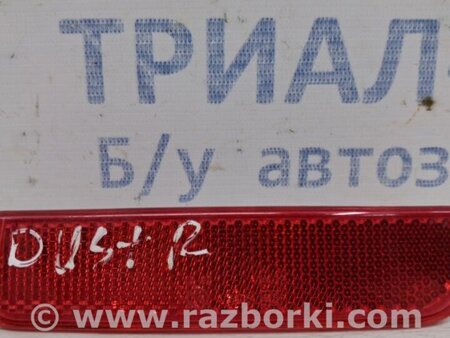 ТРИАЛ
Б/у автоз
DUST R
www.razborki.com